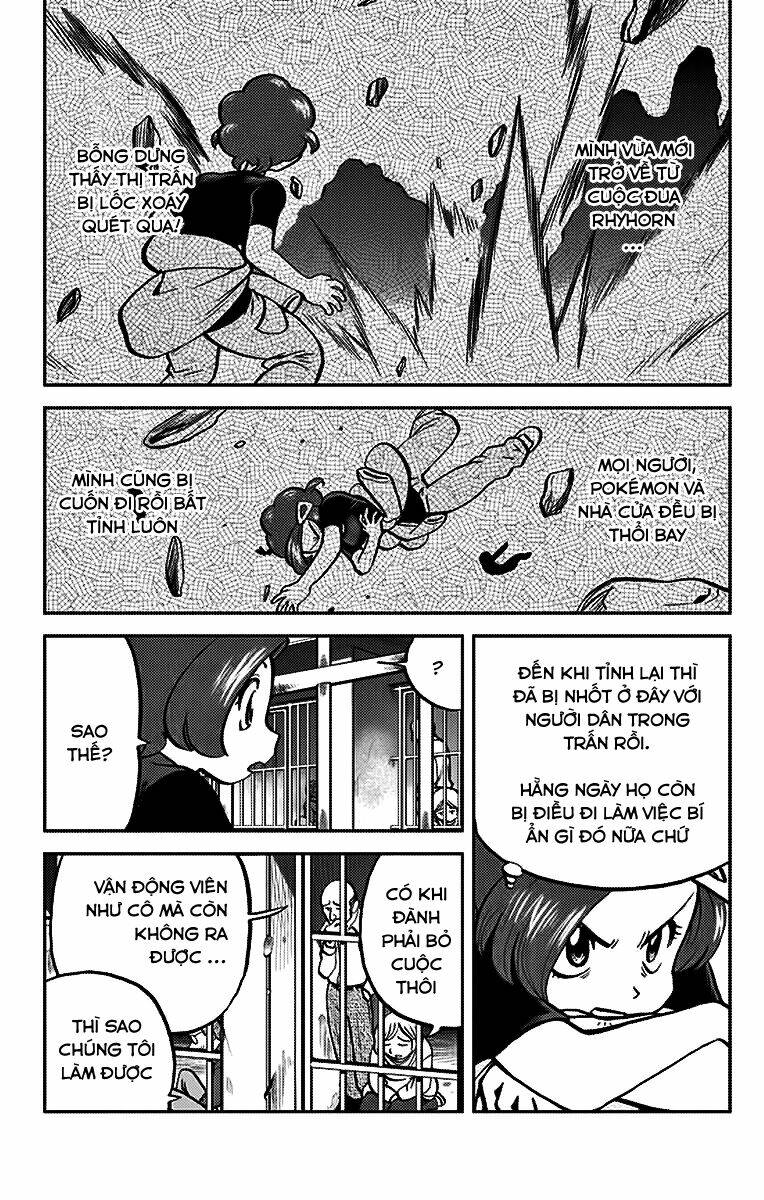 MÌNH VỪA MỚI
TRỞ VỀ TỪ
CUỘC ĐUA
RHYHORN
...
BỖNG DƯNG
THẤY THỊ TRẤN
BỊ LỐC XOÁY
QUÉT QUA!
MỌI NGƯỜI,
POKÉMON VÀ
NHÀ CỬA ĐỀU BỊ
THỔI BAY
MÌNH CŨNG BỊ
CUỐN ĐI RỒI BẤT
TỈNH LUÔN
ĐẾN KHI TỈNH LẠI THÌ
ĐÃ BỊ NHỐT Ở ĐÂY VỚI
NGƯỜI DÂN TRONG
TRẤN RỒI.
HẰNG NGÀY HỌ CÒN
BỊ ĐIỀU ĐI LÀM VIỆC BÍ
ẨN GÌ ĐÓ NỮA CHỨ
?
SAO
THẾ?
CÓ KHI
ĐÀNH
PHẢI BỎ
CUỘC
THÔI
VẬN ĐỘNG VIÊN
NHƯ CÔ MÀ CÒN
KHÔNG RA
ĐƯỢC ...
THÌ SAO
CHÚNG TÔI
LÀM ĐƯỢC